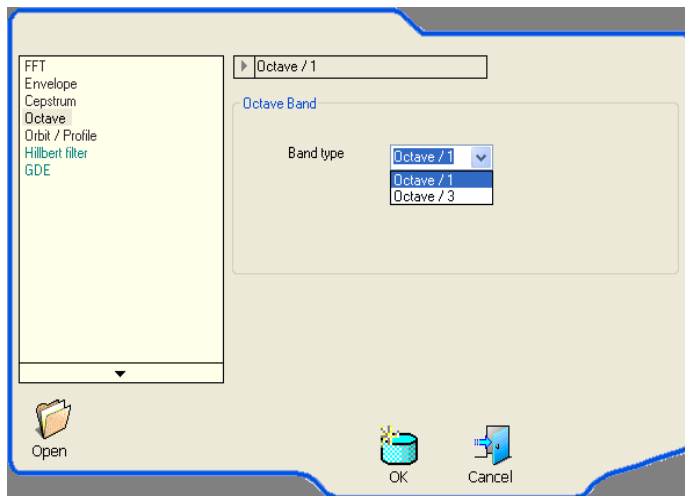 FFT
Envelope
Cepstrum
Octave
Orbit / Profile
Hillbert filter
GDE
Octave / 1
Octave Band
Band type
Octave / 1
Octave / 1
Octave / 3
Open
OK
Cancel